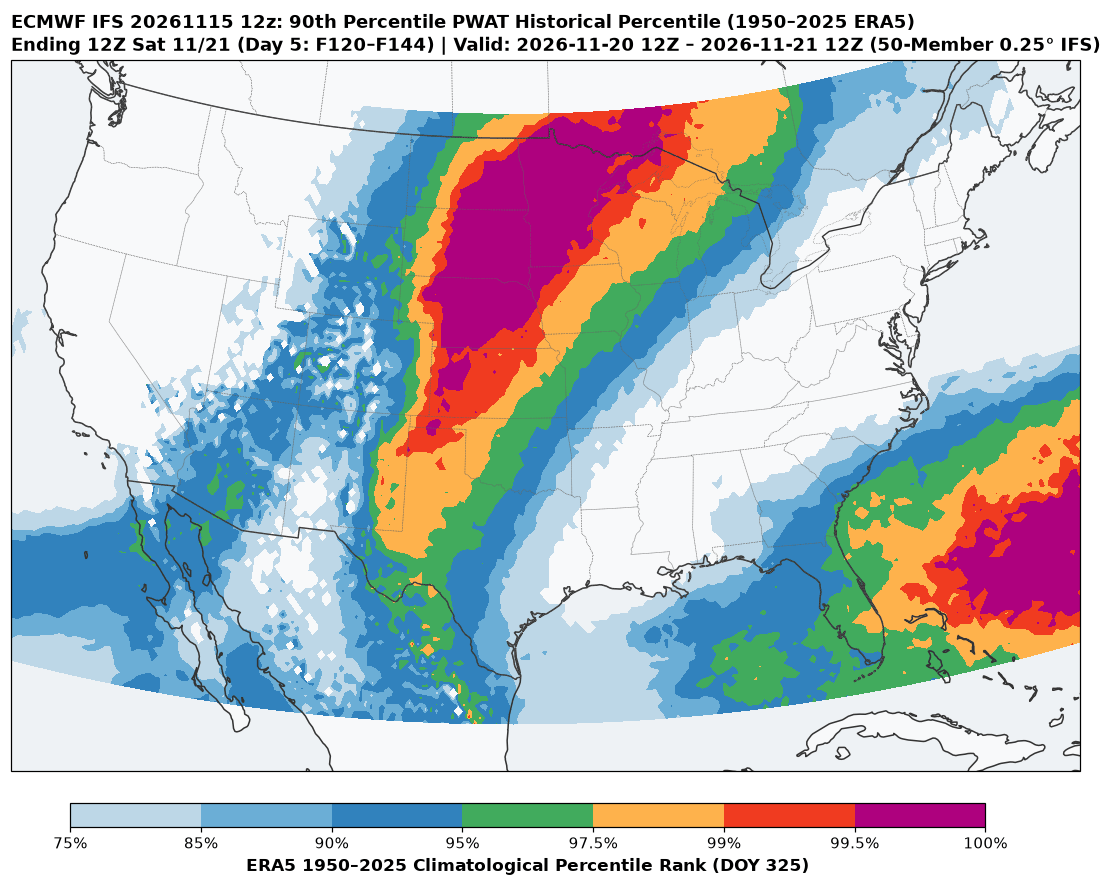 ECMWF IFS 20261115 12z: 90th Percentile PWAT Historical Percentile (1950–2025 ERA5)
Ending 12Z Sat 11/21 (Day 5: F120–F144) | Valid: 2026-11-20 12Z – 2026-11-21 12Z (50-Member 0.25° IFS)
75% 85% 90% 95% 97.5% 99% 99.5% 100%
ERA5 1950–2025 Climatological Percentile Rank (DOY 325)